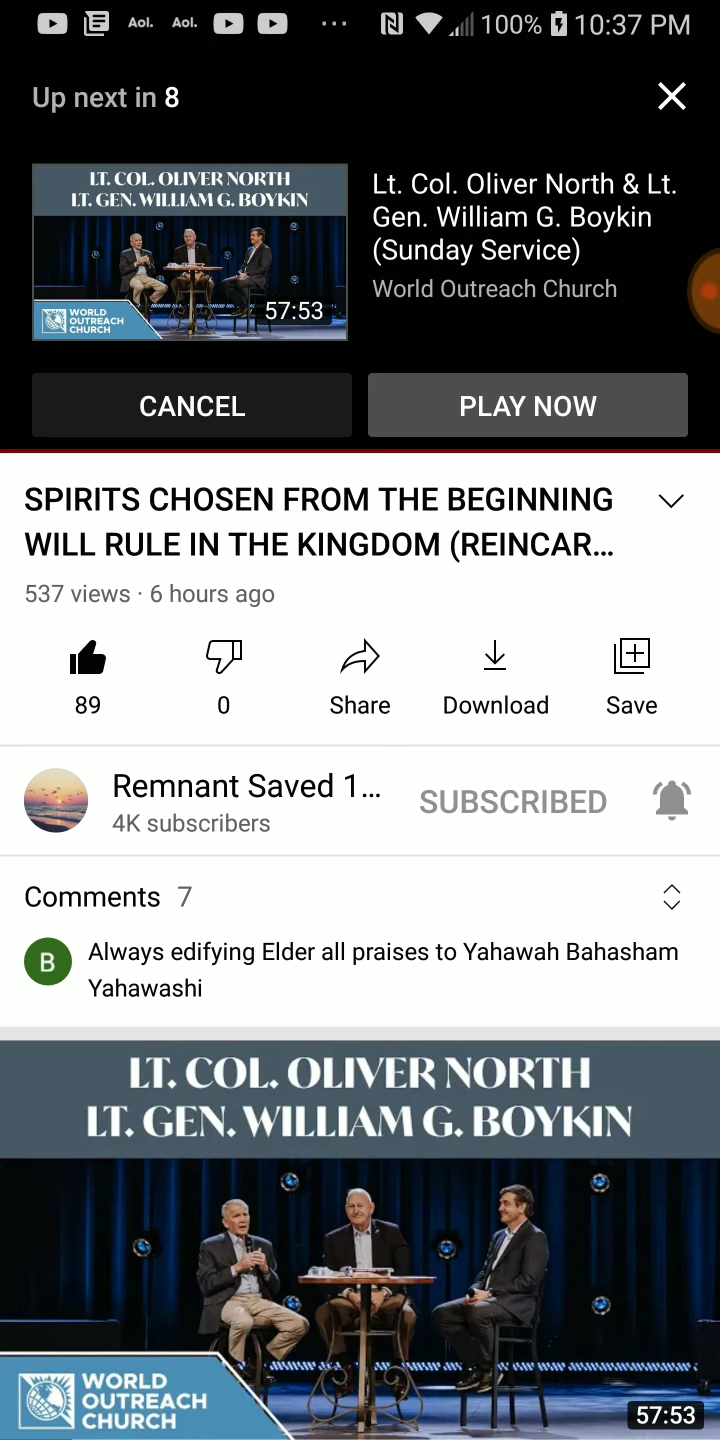 Aol. Aol. ... 100% 10:37 PM
Up next in 8
LT. COL. OLIVER NORTH
LT. GEN. WILLIAM G. BOYKIN
WORLD
OUTREACH
CHURCH
57:53
Lt. Col. Oliver North & Lt.
Gen. William G. Boykin
(Sunday Service)
World Outreach Church
CANCEL
PLAY NOW
SPIRITS CHOSEN FROM THE BEGINNING
WILL RULE IN THE KINGDOM (REINCAR...
537 views · 6 hours ago
89
0
Share
Download
Save
Remnant Saved 1...
4K subscribers
SUBSCRIBED
Comments 7
B
Always edifying Elder all praises to Yahawah Bahasham
Yahawashi
LT. COL. OLIVER NORTH
LT. GEN. WILLIAM G. BOYKIN
WORLD
OUTREACH
CHURCH
57:53